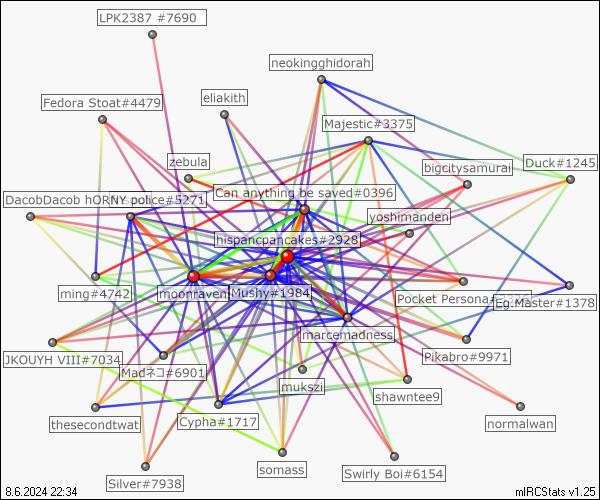 LPK2387 #7690
neokingghidorah
Fedora Stoat#4479
eliakith
Majestic#3375
zebula
bigcitysamurai
Duck#1245
DacobDacob hORNY police#5271
Can anything be saved#0396
yoshimanden
hispancpancakes#2928
ming#4742
moonraven
Mushy#1984
Pocket Persona
Eg.Master#1378
marcemadness
JKOUYH VIII#7034
Madネコ#6901
Pikabro#9971
mukszi
shawntee9
thesecondtwat
Cypha#1717
normalwan
somass
Swirly Boi#6154
Silver#7938
8.6.2024 22:34
mIRCStats v1.25